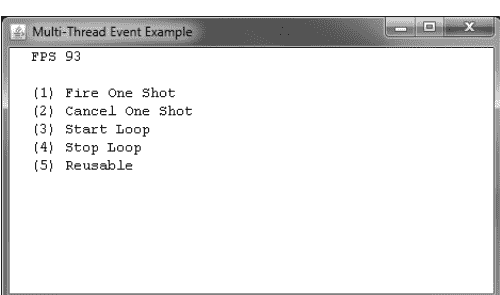 Multi-Thread Event Example
FPS 93
(1) Fire One Shot
(2) Cancel One Shot
(3) Start Loop
(4) Stop Loop
(5) Reusable